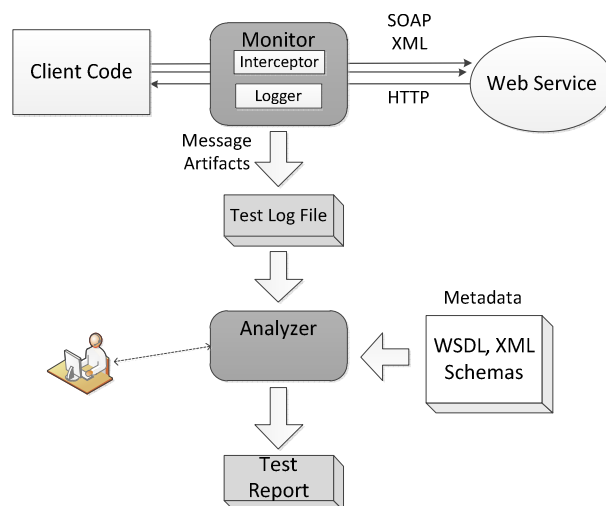 Client Code
Monitor
Interceptor
Logger
SOAP
XML
HTTP
Web Service
Message
Artifacts
Test Log File
Analyzer
Metadata
WSDL, XML
Schemas
Test
Report